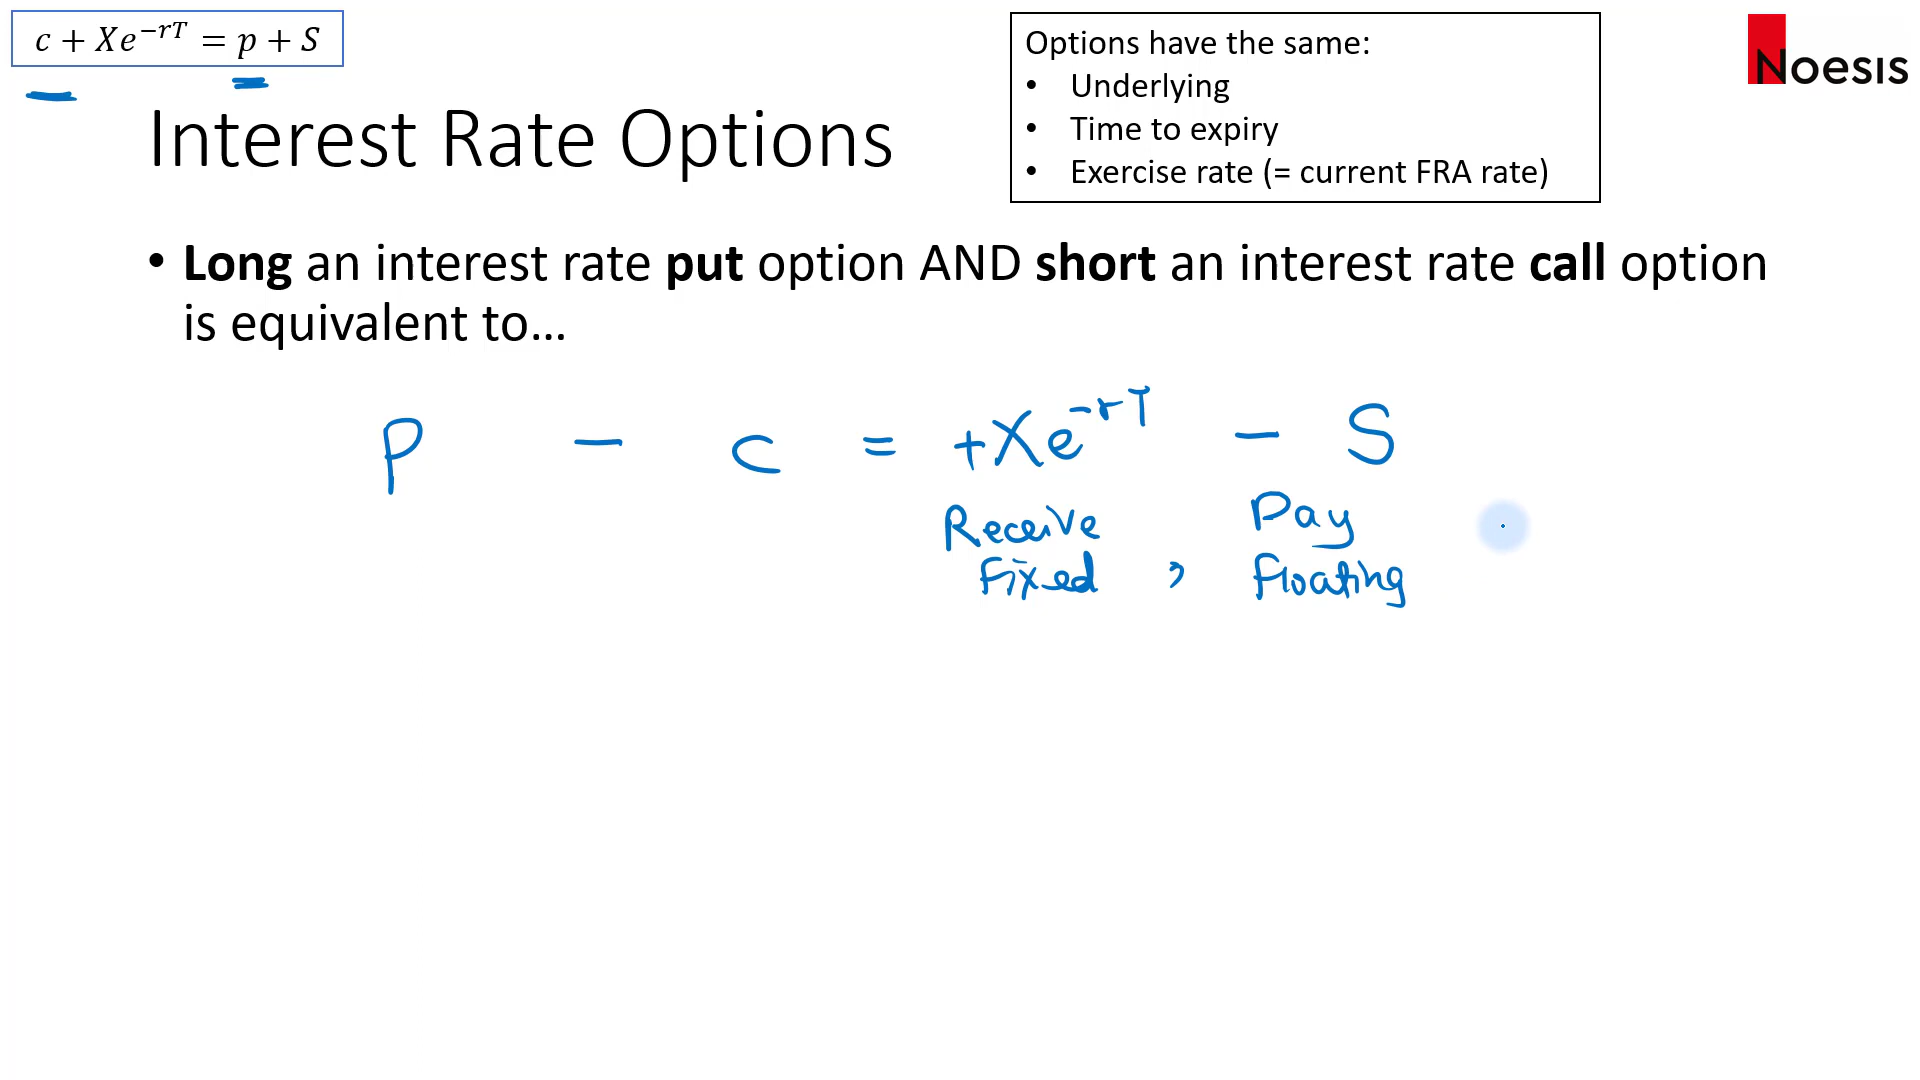 c + Xe^{-rT} = p + S
Options have the same:
• Underlying
• Time to expiry
• Exercise rate (= current FRA rate)
Noesis
Interest Rate Options
• Long an interest rate put option AND short an interest rate call option
is equivalent to…
P - c = +Xe^{-rT} - S
Receive Fixed , Pay Floating